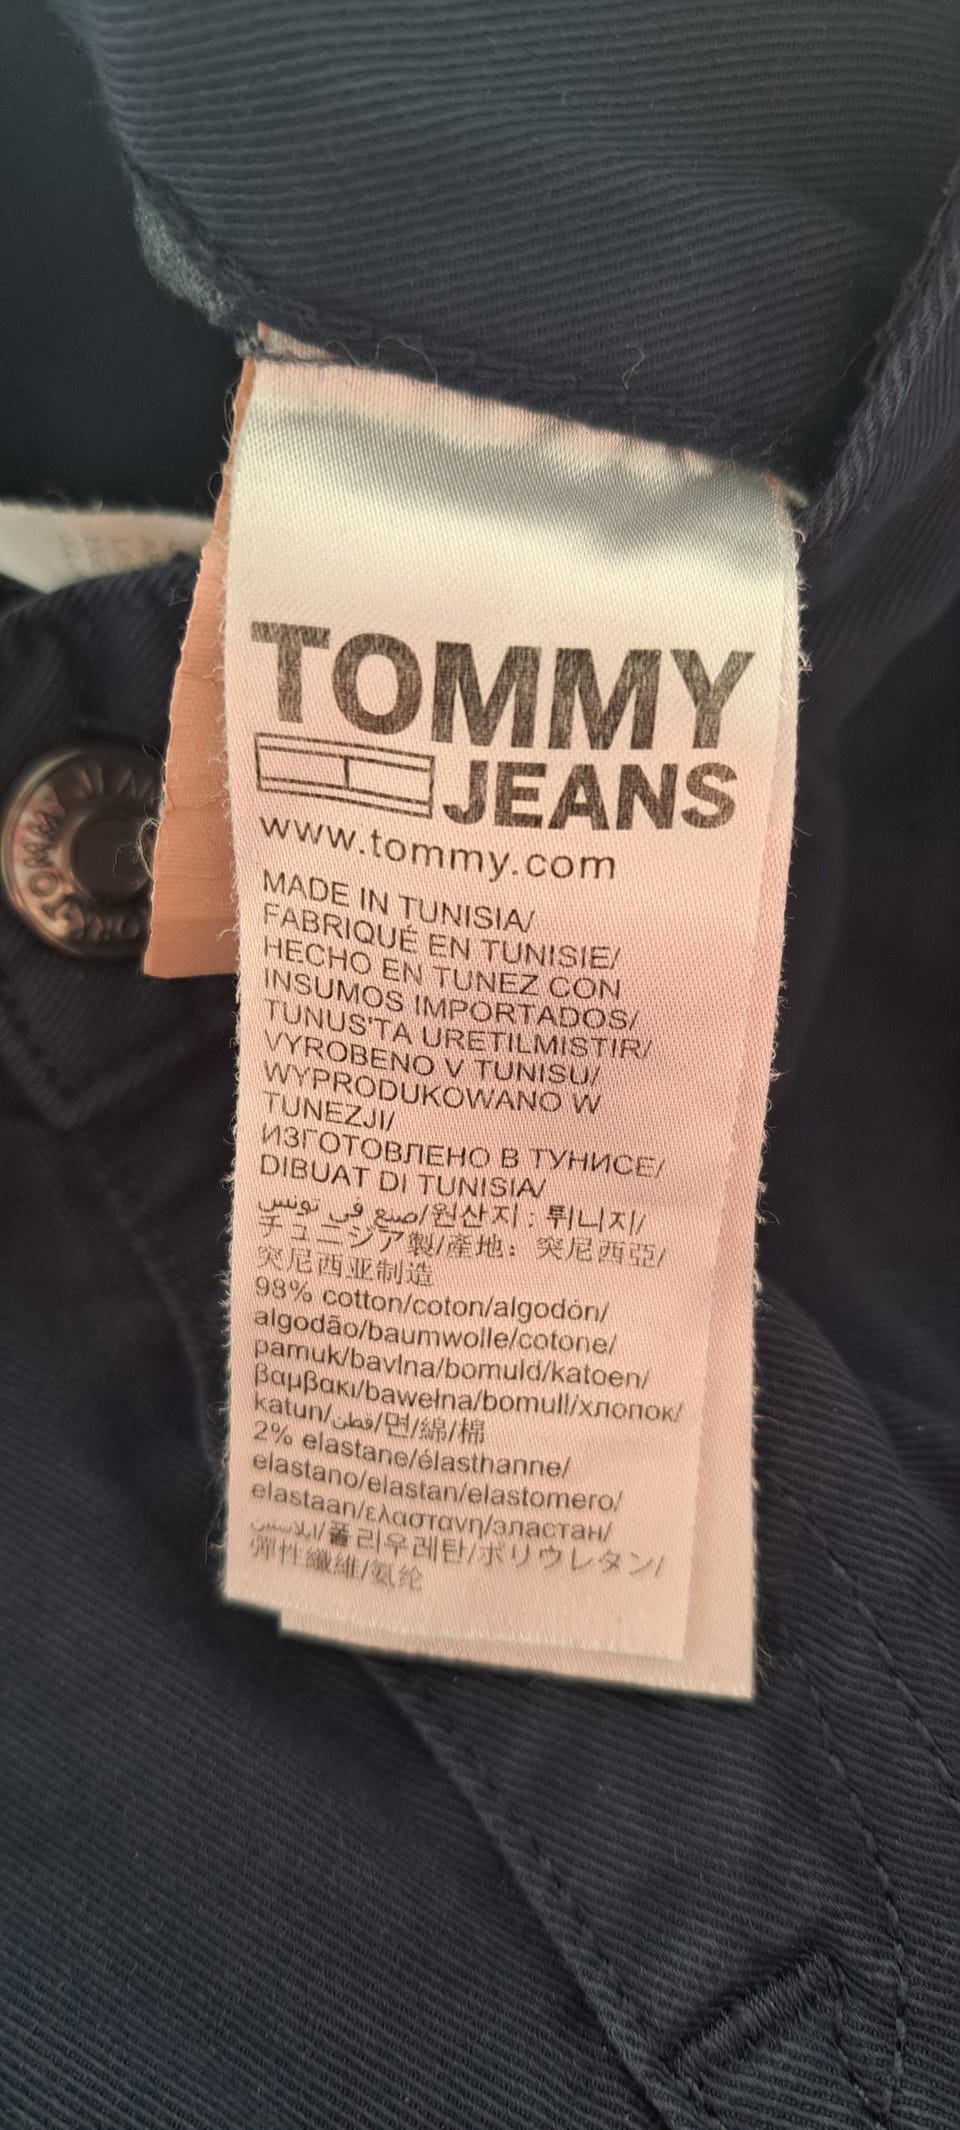 TOMMY
JEANS
www.tommy.com
MADE IN TUNISIA/
FABRIQUÉ EN TUNISIE/
HECHO EN TUNEZ CON
INSUMOS IMPORTADOS/
TUNUS'TA URETILMISTIR/
VYROBENO V TUNISU/
WYPRODUKOWANO W
TUNEZJI/
ИЗГОТОВЛЕНО В ТУНИСЕ/
DIBUAT DI TUNISIA/
صنع في تونس/원산지 : 튀니지/
チュニジア製/產地：突尼西亞/
突尼西亚制造
98% cotton/coton/algodón/
algodão/baumwolle/cotone/
pamuk/bavlna/bomuld/katoen/
βαμβακι/bawełna/bomull/хлопок/
katun/قطن/면/綿/棉
2% elastane/élasthanne/
elastano/elastan/elastomero/
elastaan/ελαστανη/эластан/
ايلاستين/폴리우레탄/ポリウレタン/
彈性纖維/氨纶
TOMMY JEANS